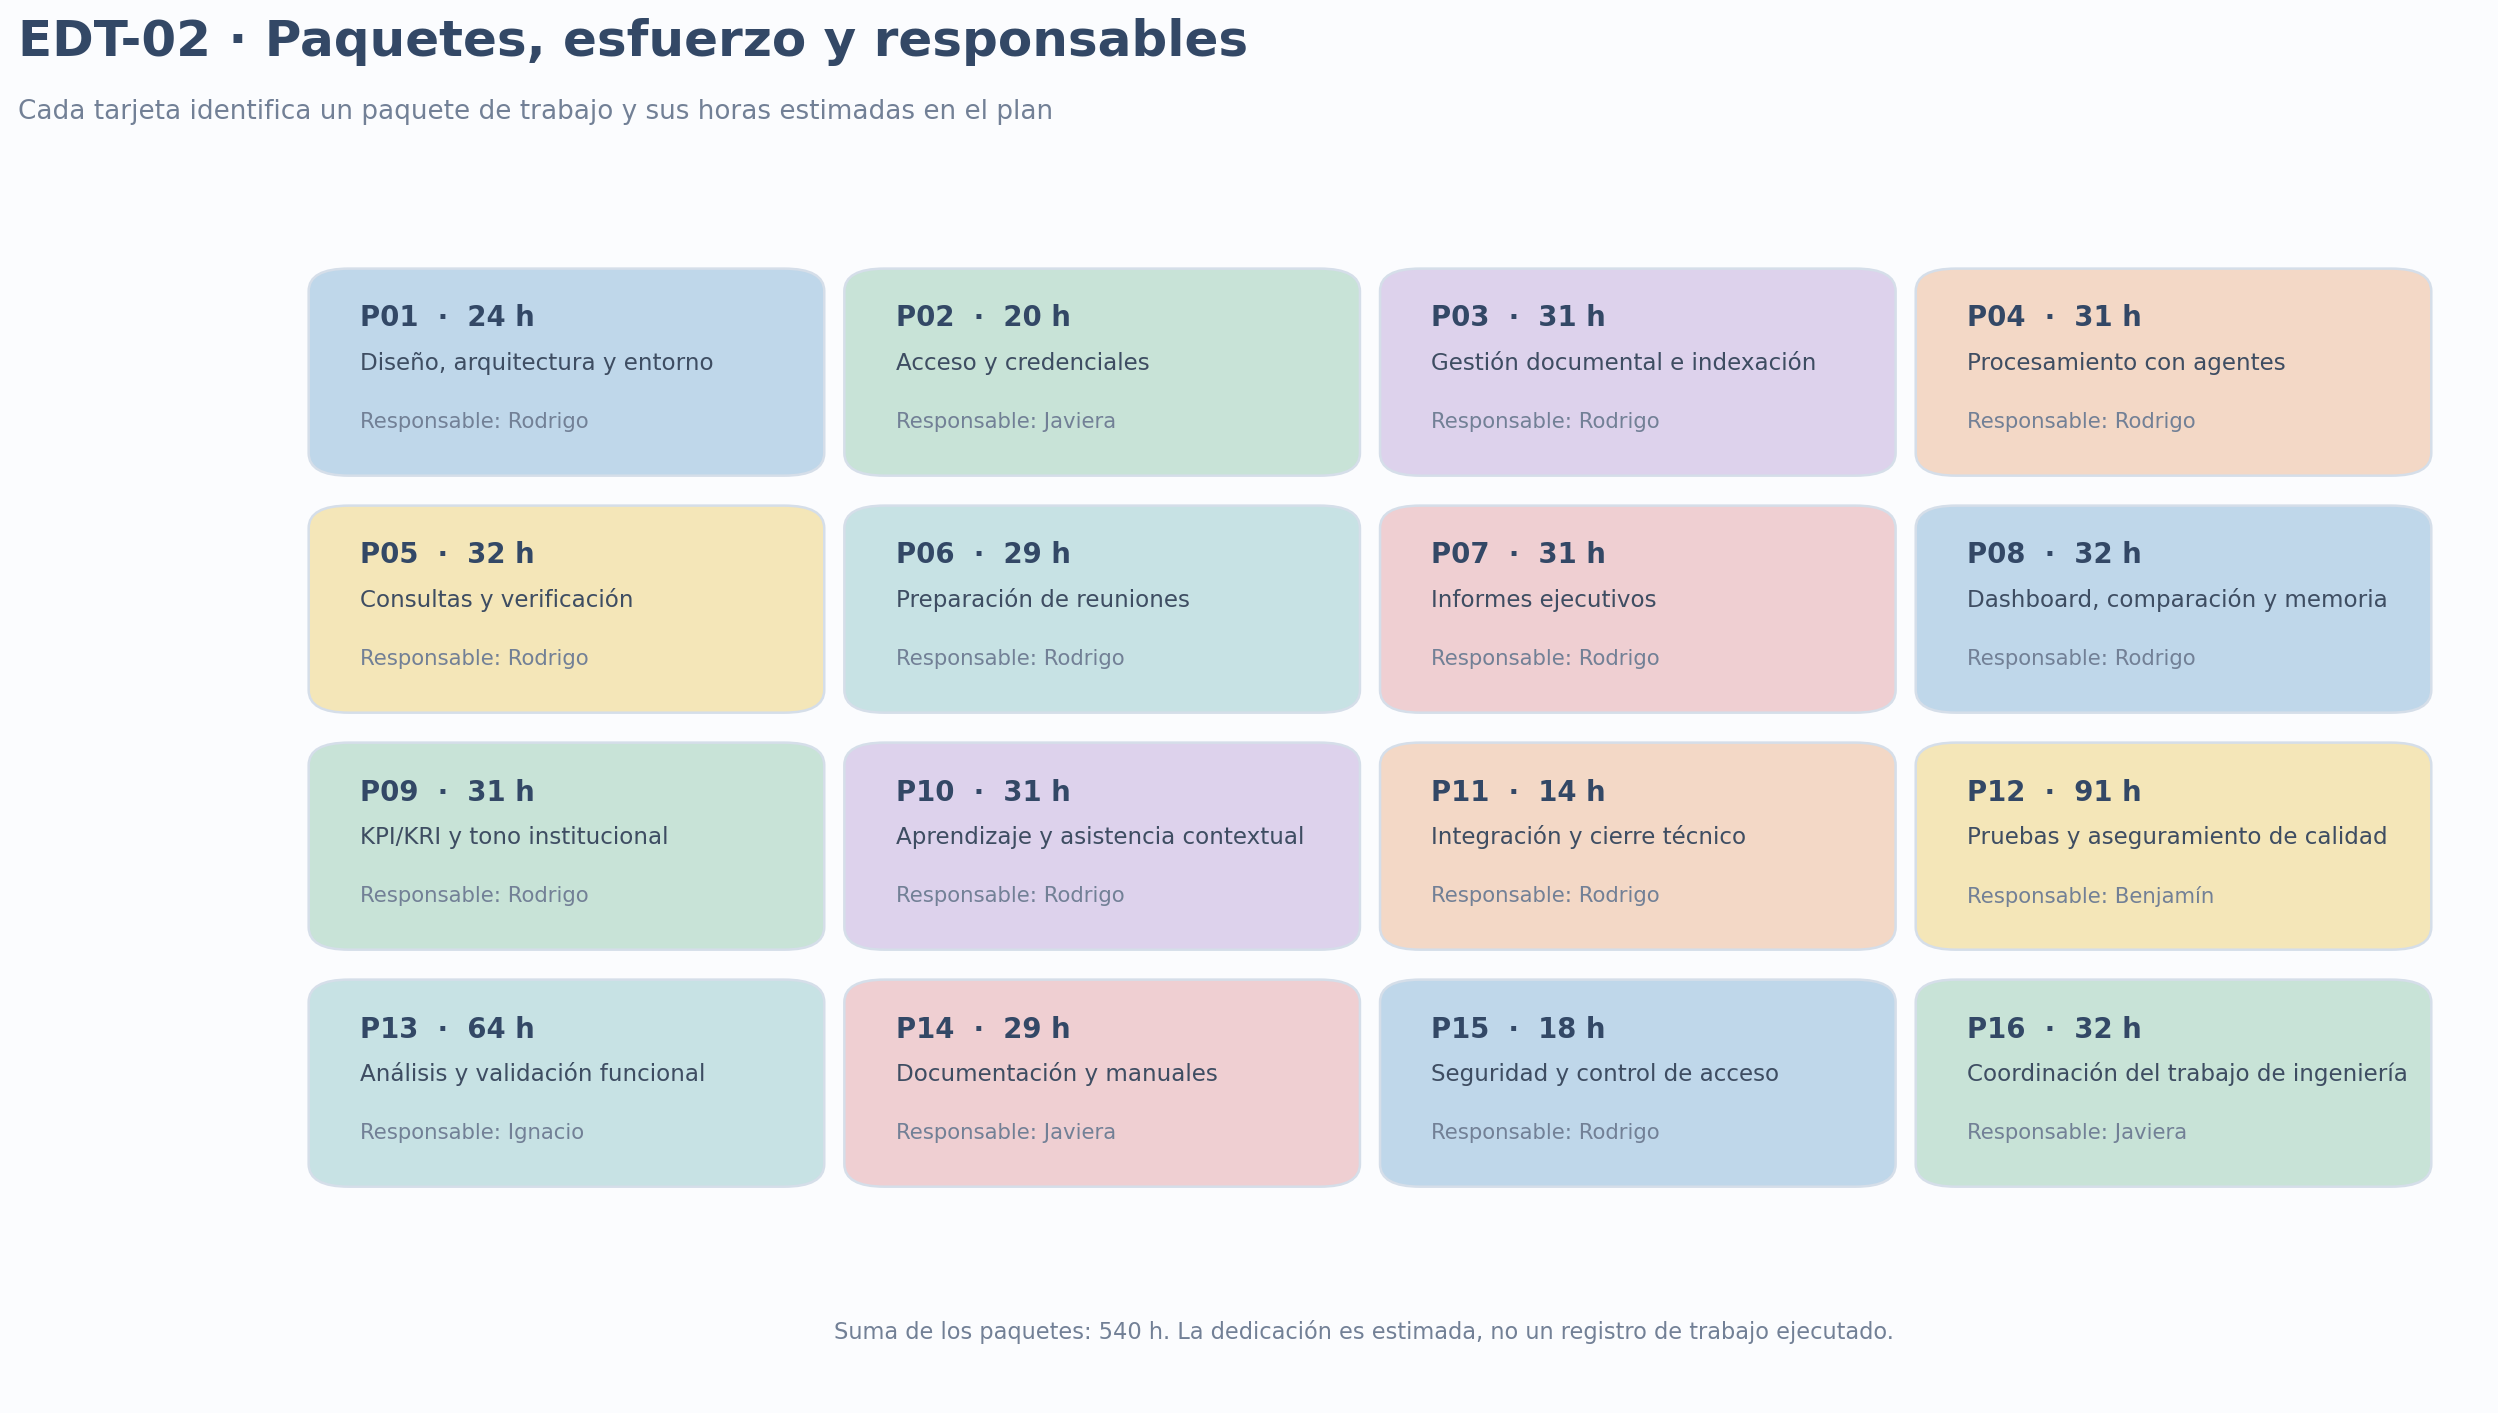 EDT-02 · Paquetes, esfuerzo y responsables
Cada tarjeta identifica un paquete de trabajo y sus horas estimadas en el plan
P01 · 24 h
Diseño, arquitectura y entorno
Responsable: Rodrigo
P02 · 20 h
Acceso y credenciales
Responsable: Javiera
P03 · 31 h
Gestión documental e indexación
Responsable: Rodrigo
P04 · 31 h
Procesamiento con agentes
Responsable: Rodrigo
P05 · 32 h
Consultas y verificación
Responsable: Rodrigo
P06 · 29 h
Preparación de reuniones
Responsable: Rodrigo
P07 · 31 h
Informes ejecutivos
Responsable: Rodrigo
P08 · 32 h
Dashboard, comparación y memoria
Responsable: Rodrigo
P09 · 31 h
KPI/KRI y tono institucional
Responsable: Rodrigo
P10 · 31 h
Aprendizaje y asistencia contextual
Responsable: Rodrigo
P11 · 14 h
Integración y cierre técnico
Responsable: Rodrigo
P12 · 91 h
Pruebas y aseguramiento de calidad
Responsable: Benjamín
P13 · 64 h
Análisis y validación funcional
Responsable: Ignacio
P14 · 29 h
Documentación y manuales
Responsable: Javiera
P15 · 18 h
Seguridad y control de acceso
Responsable: Rodrigo
P16 · 32 h
Coordinación del trabajo de ingeniería
Responsable: Javiera
Suma de los paquetes: 540 h. La dedicación es estimada, no un registro de trabajo ejecutado.